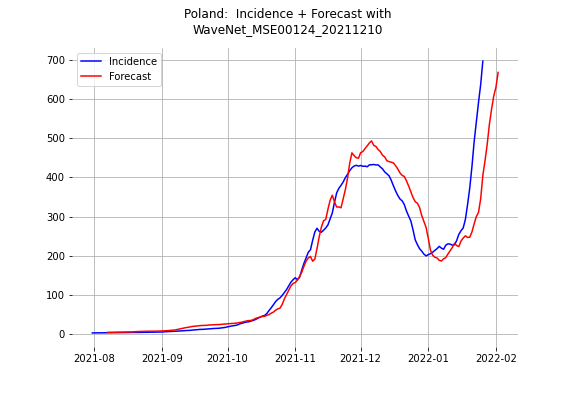 Poland:  Incidence + Forecast with
WaveNet_MSE00124_20211210
Incidence
Forecast
700
600
500
400
300
200
100
0
2021-08 2021-09 2021-10 2021-11 2021-12 2022-01 2022-02